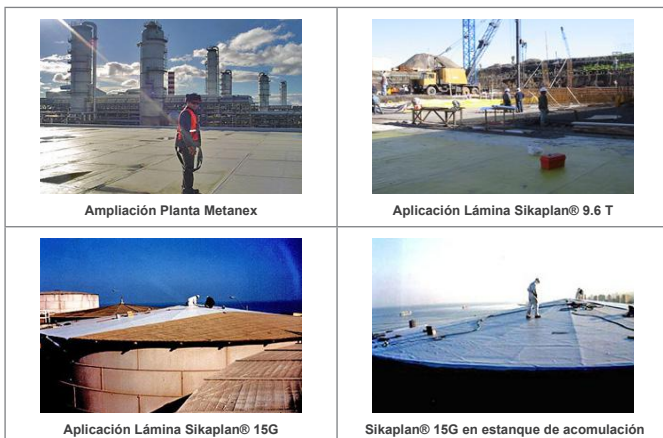 Ampliación Planta Metanex
Aplicación Lámina Sikaplan® 9.6 T
Aplicación Lámina Sikaplan® 15G
Sikaplan® 15G en estanque de acomulación